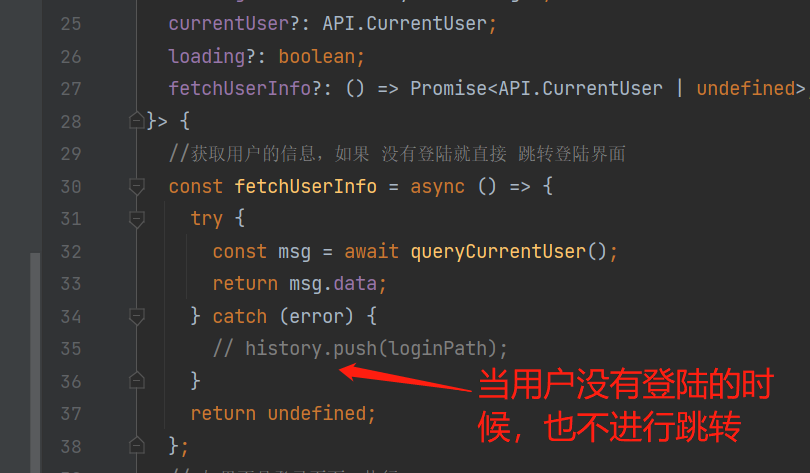 25 currentUser?: API.CurrentUser;
26 loading?: boolean;
27 fetchUserInfo?: () => Promise<API.CurrentUser | undefined>
28 }> {
29 //获取用户的信息，如果 没有登陆就直接 跳转登陆界面
30 const fetchUserInfo = async () => {
31 try {
32 const msg = await queryCurrentUser();
33 return msg.data;
34 } catch (error) {
35 // history.push(loginPath);
36 }
37 return undefined;
38 };
当用户没有登陆的时
候，也不进行跳转